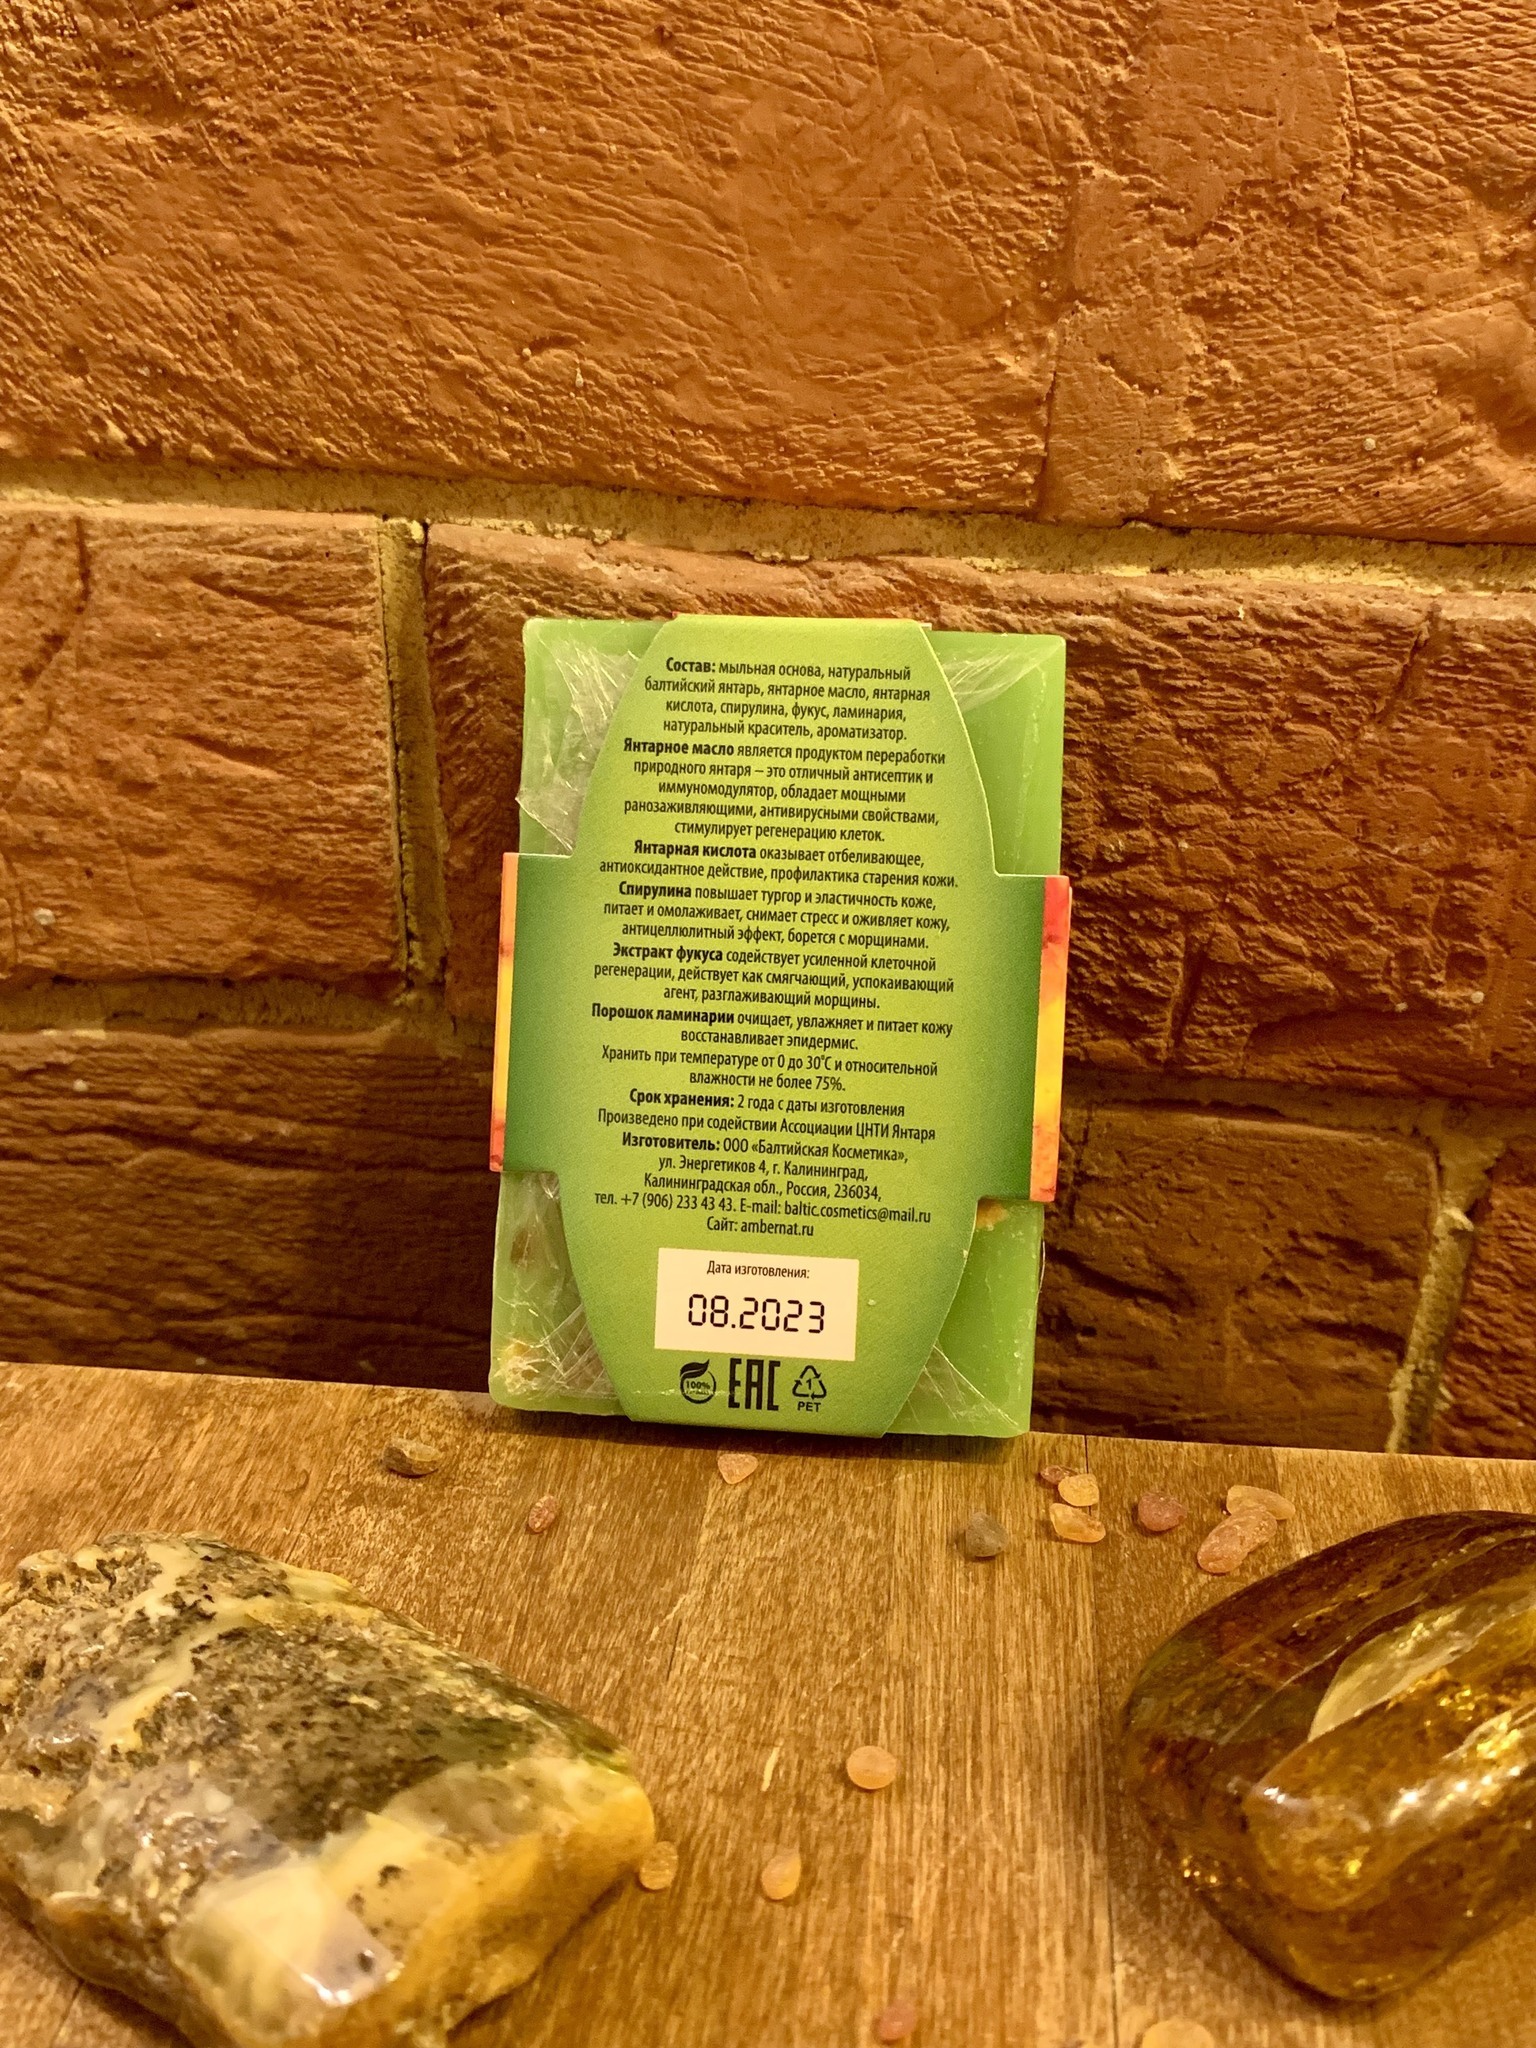 Состав: мыльная основа, натуральный
балтийский янтарь, янтарное масло, янтарная
кислота, спирулина, фукус, ламинария,
натуральный краситель, ароматизатор.
Янтарное масло является продуктом переработки
природного янтаря – это отличный антисептик и
иммуномодулятор, обладает мощными
ранозаживляющими, антивирусными свойствами,
стимулирует регенерацию клеток.
Янтарная кислота оказывает отбеливающее,
антиоксидантное действие, профилактика старения кожи.
Спирулина повышает тургор и эластичность коже,
питает и омолаживает, снимает стресс и оживляет кожу,
антицеллюлитный эффект, борется с морщинами.
Экстракт фукуса содействует усиленной клеточной
регенерации, действует как смягчающий, успокаивающий
агент, разглаживающий морщины.
Порошок ламинарии очищает, увлажняет и питает кожу
восстанавливает эпидермис.
Хранить при температуре от 0 до 30°С и относительной
влажности не более 75%.
Срок хранения: 2 года с даты изготовления
Произведено при содействии Ассоциации ЦНТИ Янтаря
Изготовитель: ООО «Балтийская Косметика»,
ул. Энергетиков 4, г. Калининград,
Калининградская обл., Россия, 236034,
тел. +7 (906) 233 43 43. E-mail: baltic.cosmetics@mail.ru
Сайт: ambernat.ru
Дата изготовления:
08.2023
100% EAC 1
PET